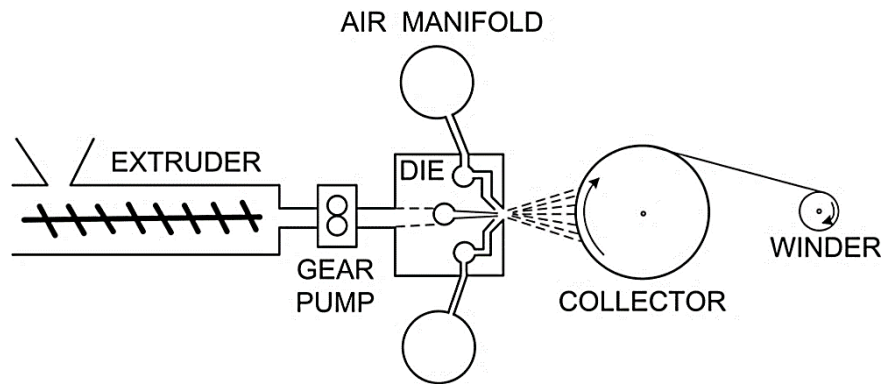 AIR MANIFOLD
EXTRUDER
DIE
GEAR
PUMP
COLLECTOR
WINDER